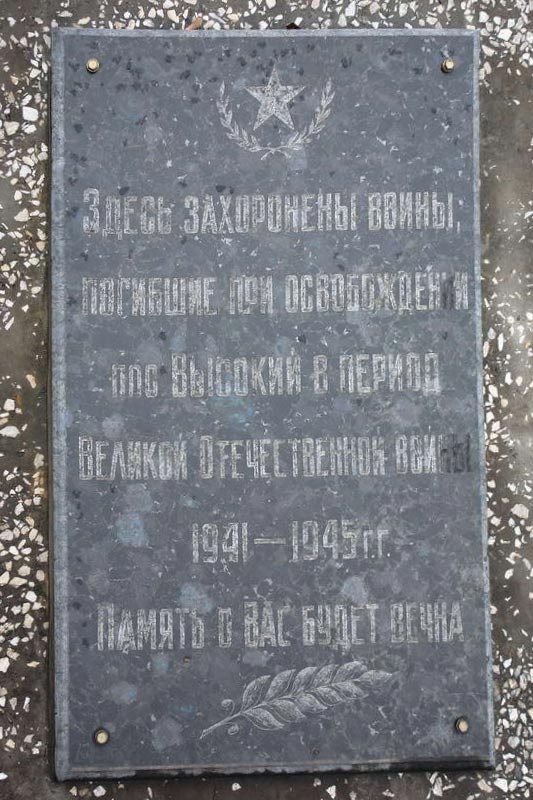 Здесь захоронены воины,
погибшие при освобождении
пос Высокий в период
Великой Отечественной войны
1941—1945гг.
Память о Вас будет вечна